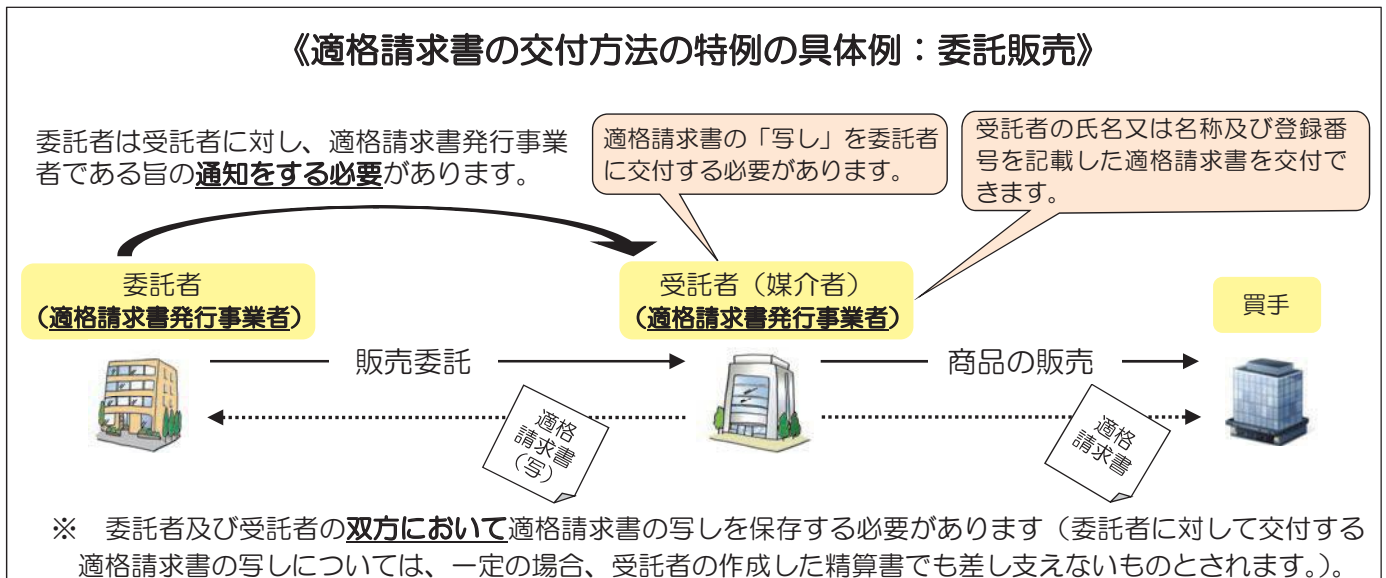 《適格請求書の交付方法の特例の具体例：委託販売》
委託者は受託者に対し、適格請求書発行事業
者である旨の通知をする必要があります。
適格請求書の「写し」を委託者
に交付する必要があります。
受託者の氏名又は名称及び登録番
号を記載した適格請求書を交付で
きます。
委託者
（適格請求書発行事業者）
受託者（媒介者）
（適格請求書発行事業者）
買手
販売委託
商品の販売
適格
請求書
（写）
適格
請求書
※　委託者及び受託者の双方において適格請求書の写しを保存する必要があります（委託者に対して交付する
適格請求書の写しについては、一定の場合、受託者の作成した精算書でも差し支えないものとされます。）。